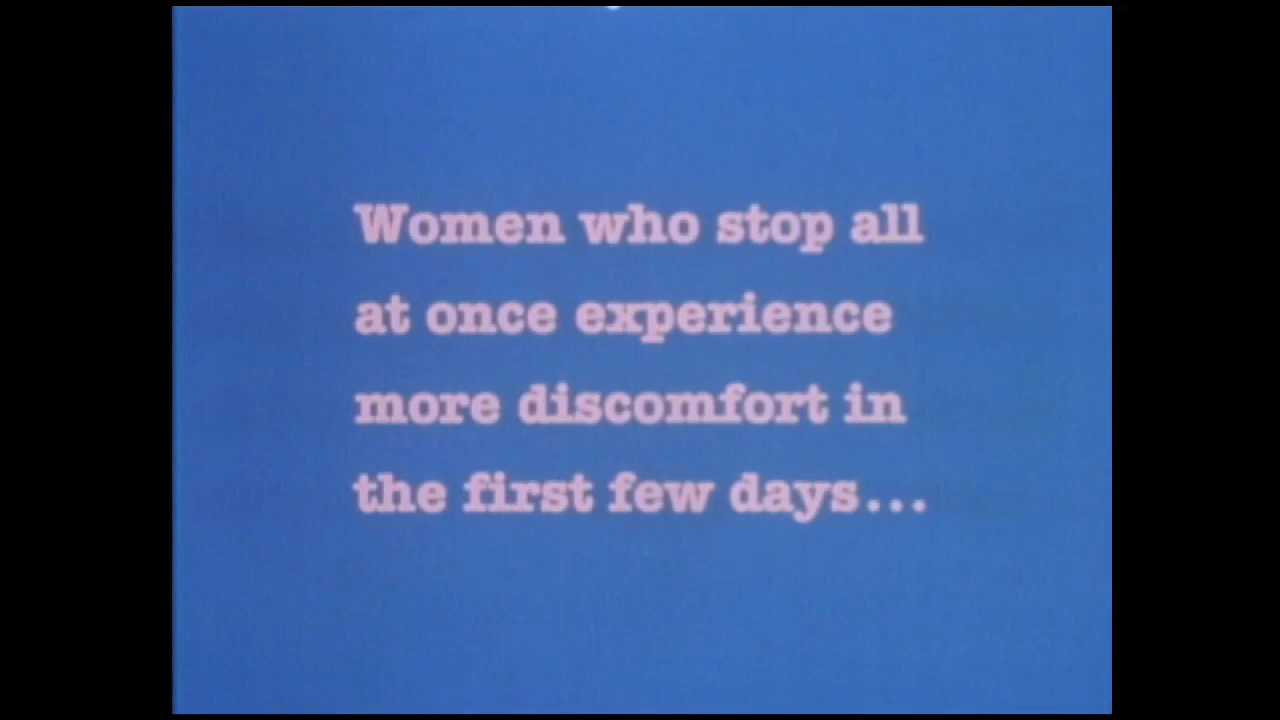 Women who stop all
at once experience
more discomfort in
the first few days...